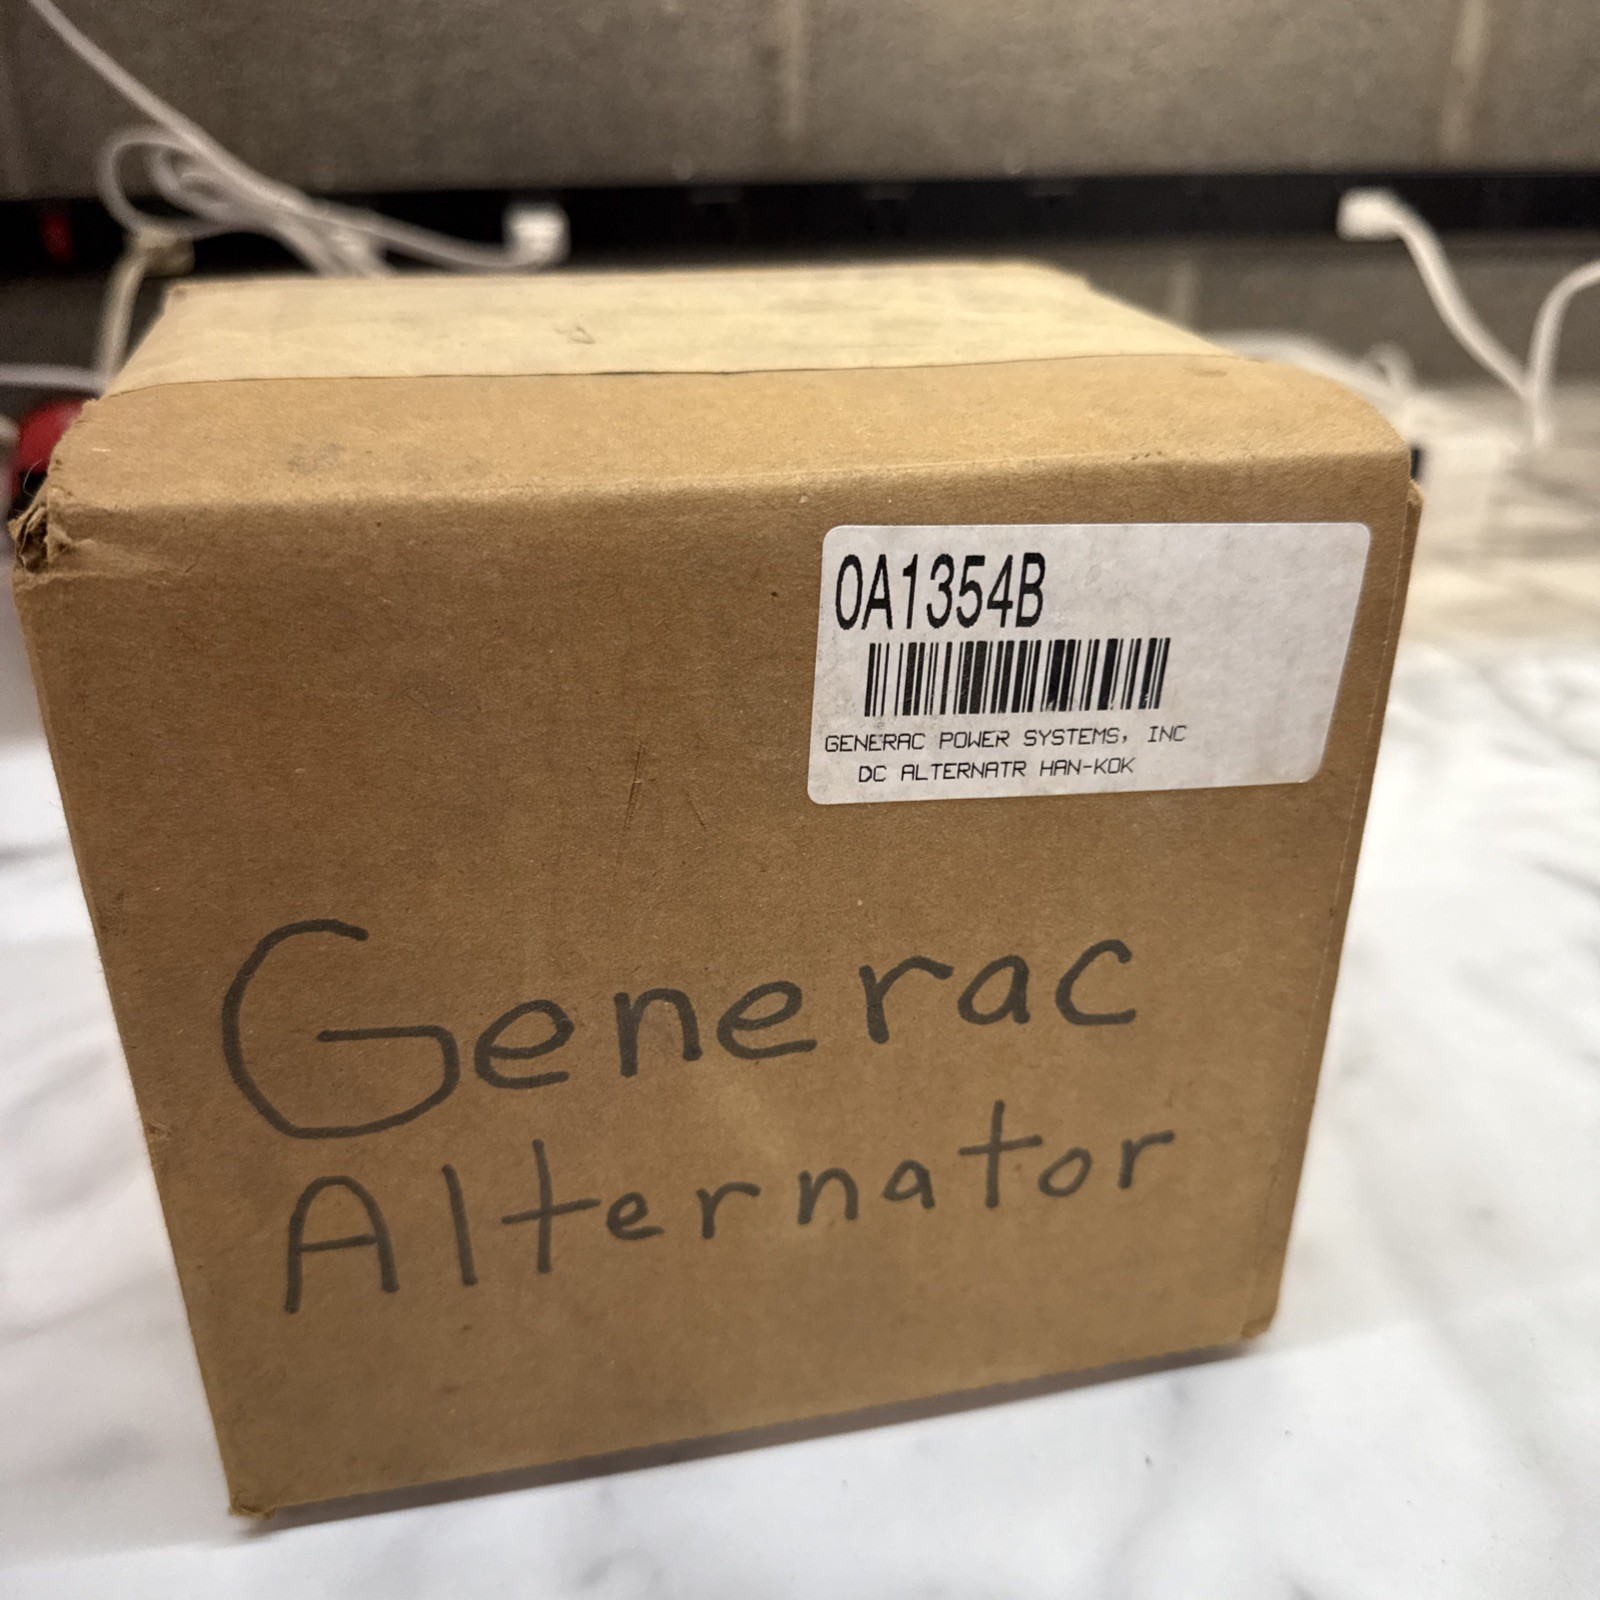 0A1354B
GENERAC POWER SYSTEMS, INC
DC ALTERNATR HAN-KOK
Generac
Alternator